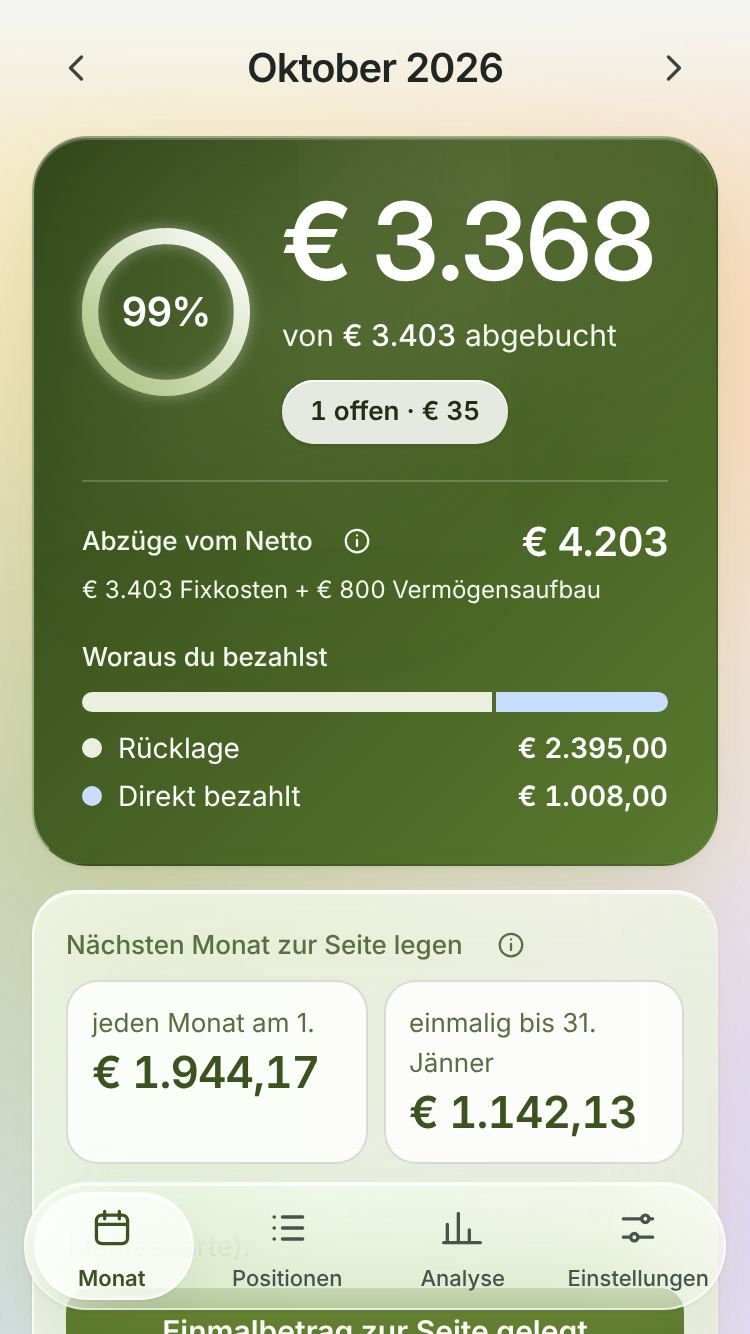 Oktober 2026
€ 3.368
99%
von € 3.403 abgebucht
1 offen · € 35
Abzüge vom Netto
€ 4.203
€ 3.403 Fixkosten + € 800 Vermögensaufbau
Woraus du bezahlst
Rücklage
€ 2.395,00
Direkt bezahlt
€ 1.008,00
Nächsten Monat zur Seite legen
jeden Monat am 1.
€ 1.944,17
einmalig bis 31.
Jänner
€ 1.142,13
Monat
Positionen
Analyse
Einstellungen
Einmalbetrag zur Seite gelegt